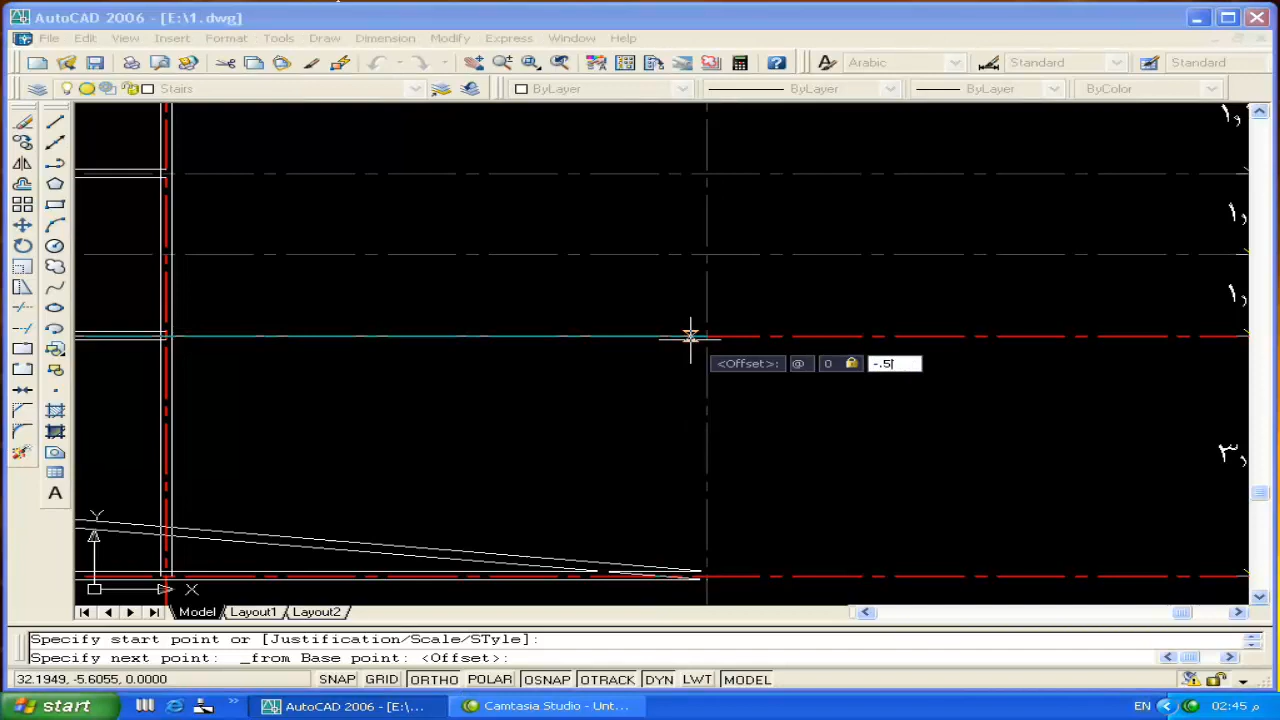 AutoCAD 2006 - [E:\1.dwg]
File Edit View Insert Format Tools Draw Dimension Modify Express Window Help
Arabic Standard Standard
Stairs ByLayer ByLayer ByLayer ByColor
١,
١,
١,
<Offset>: @ 0 -.5
٣,
A
Y
X
Model Layout1 Layout2
Specify start point or [Justification/Scale/STyle]:
Specify next point: _from Base point: <Offset>:
32.1949, -5.6055, 0.0000 SNAP GRID ORTHO POLAR OSNAP OTRACK DYN LWT MODEL
start AutoCAD 2006 - [E:\... Camtasia Studio - Unt... EN 02:45 م